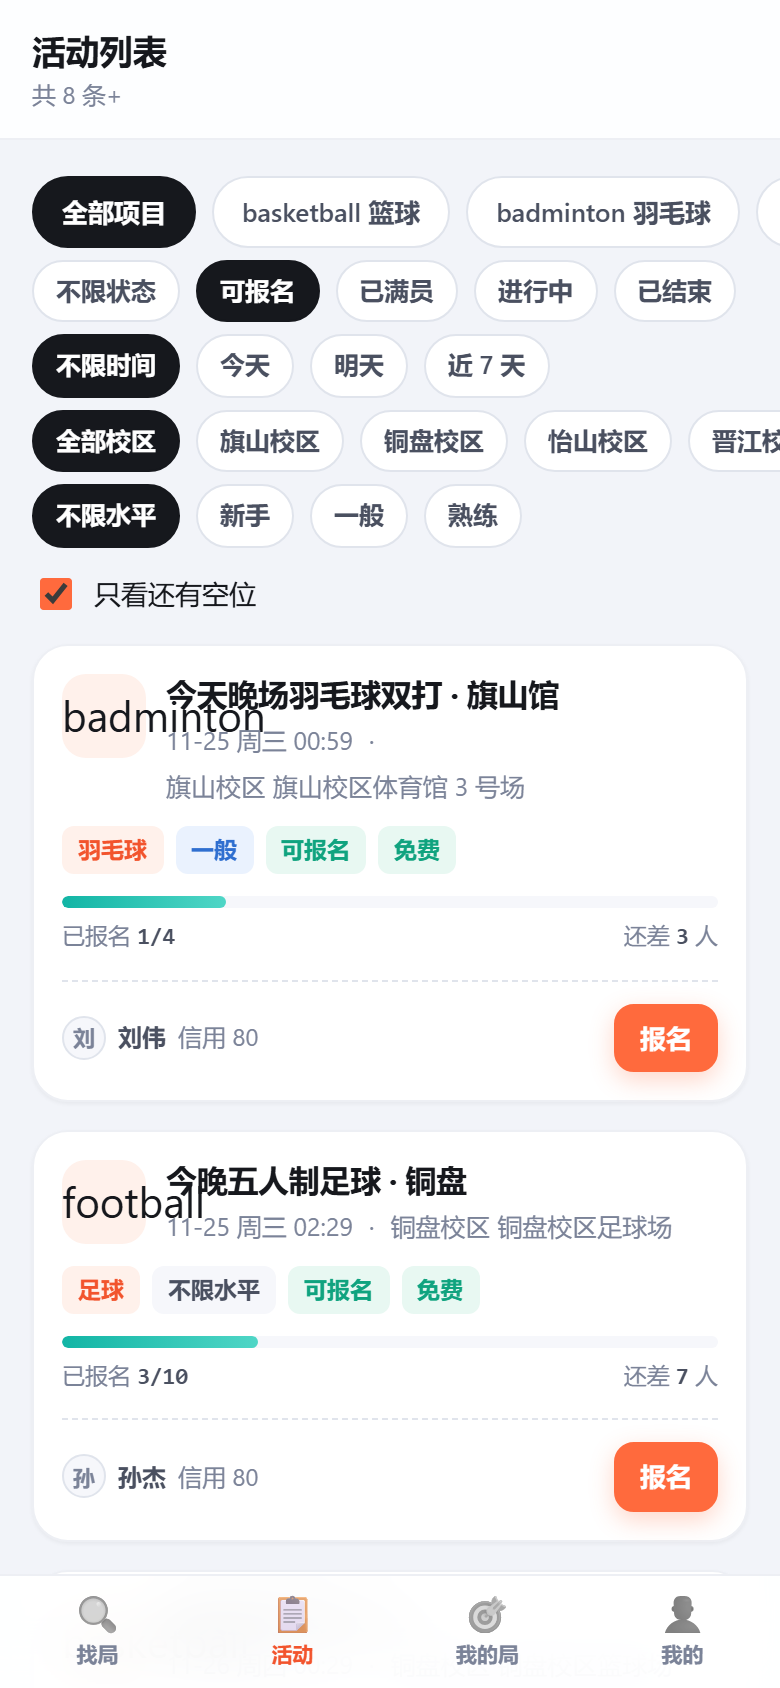 活动列表
共 8 条+
全部项目 basketball 篮球 badminton 羽毛球
不限状态 可报名 已满员 进行中 已结束
不限时间 今天 明天 近 7 天
全部校区 旗山校区 铜盘校区 怡山校区 晋江校
不限水平 新手 一般 熟练
只看还有空位
今天晚场羽毛球双打 · 旗山馆
badminton
11-25 周三 00:59 ·
旗山校区 旗山校区体育馆 3 号场
羽毛球 一般 可报名 免费
已报名 1/4 还差 3 人
刘 刘伟 信用 80 报名
今晚五人制足球 · 铜盘
football
11-25 周三 02:29 · 铜盘校区 铜盘校区足球场
足球 不限水平 可报名 免费
已报名 3/10 还差 7 人
孙 孙杰 信用 80 报名
找局 活动 我的局 我的